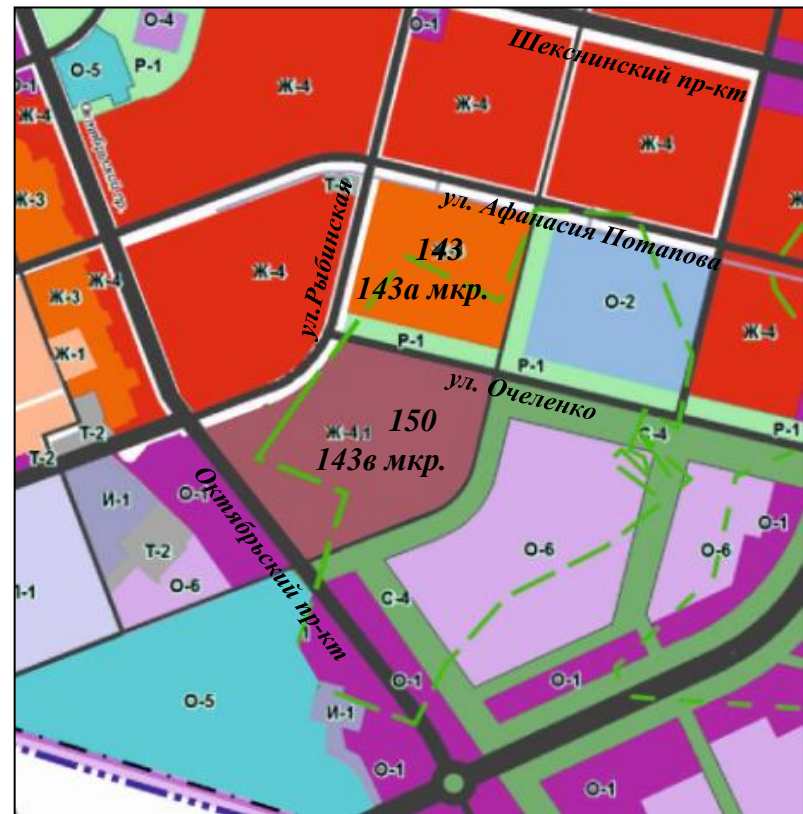 О-4
О-1
Шекснинский пр-кт
О-5
Р-1
Ж-4
Ж-4
О-1
Ж-4
Октябрьский пр.
Ж-4
Ж-3
ул.Рыбинская
ул. Афанасия Потапова
143
143а мкр.
Ж-4
Ж-4
О-2
Ж-3
Ж-4
Ж-1
Р-1
Р-1
ул. Очеленко
Т-2
Т-2
Ж-4.1
150
143в мкр.
С-4
Р-1
И-1
О-1
Октябрьский пр-кт
О-1
Т-2
О-6
О-6
О-6
С-4
О-5
О-1
О-1
И-1
О-1
О-1